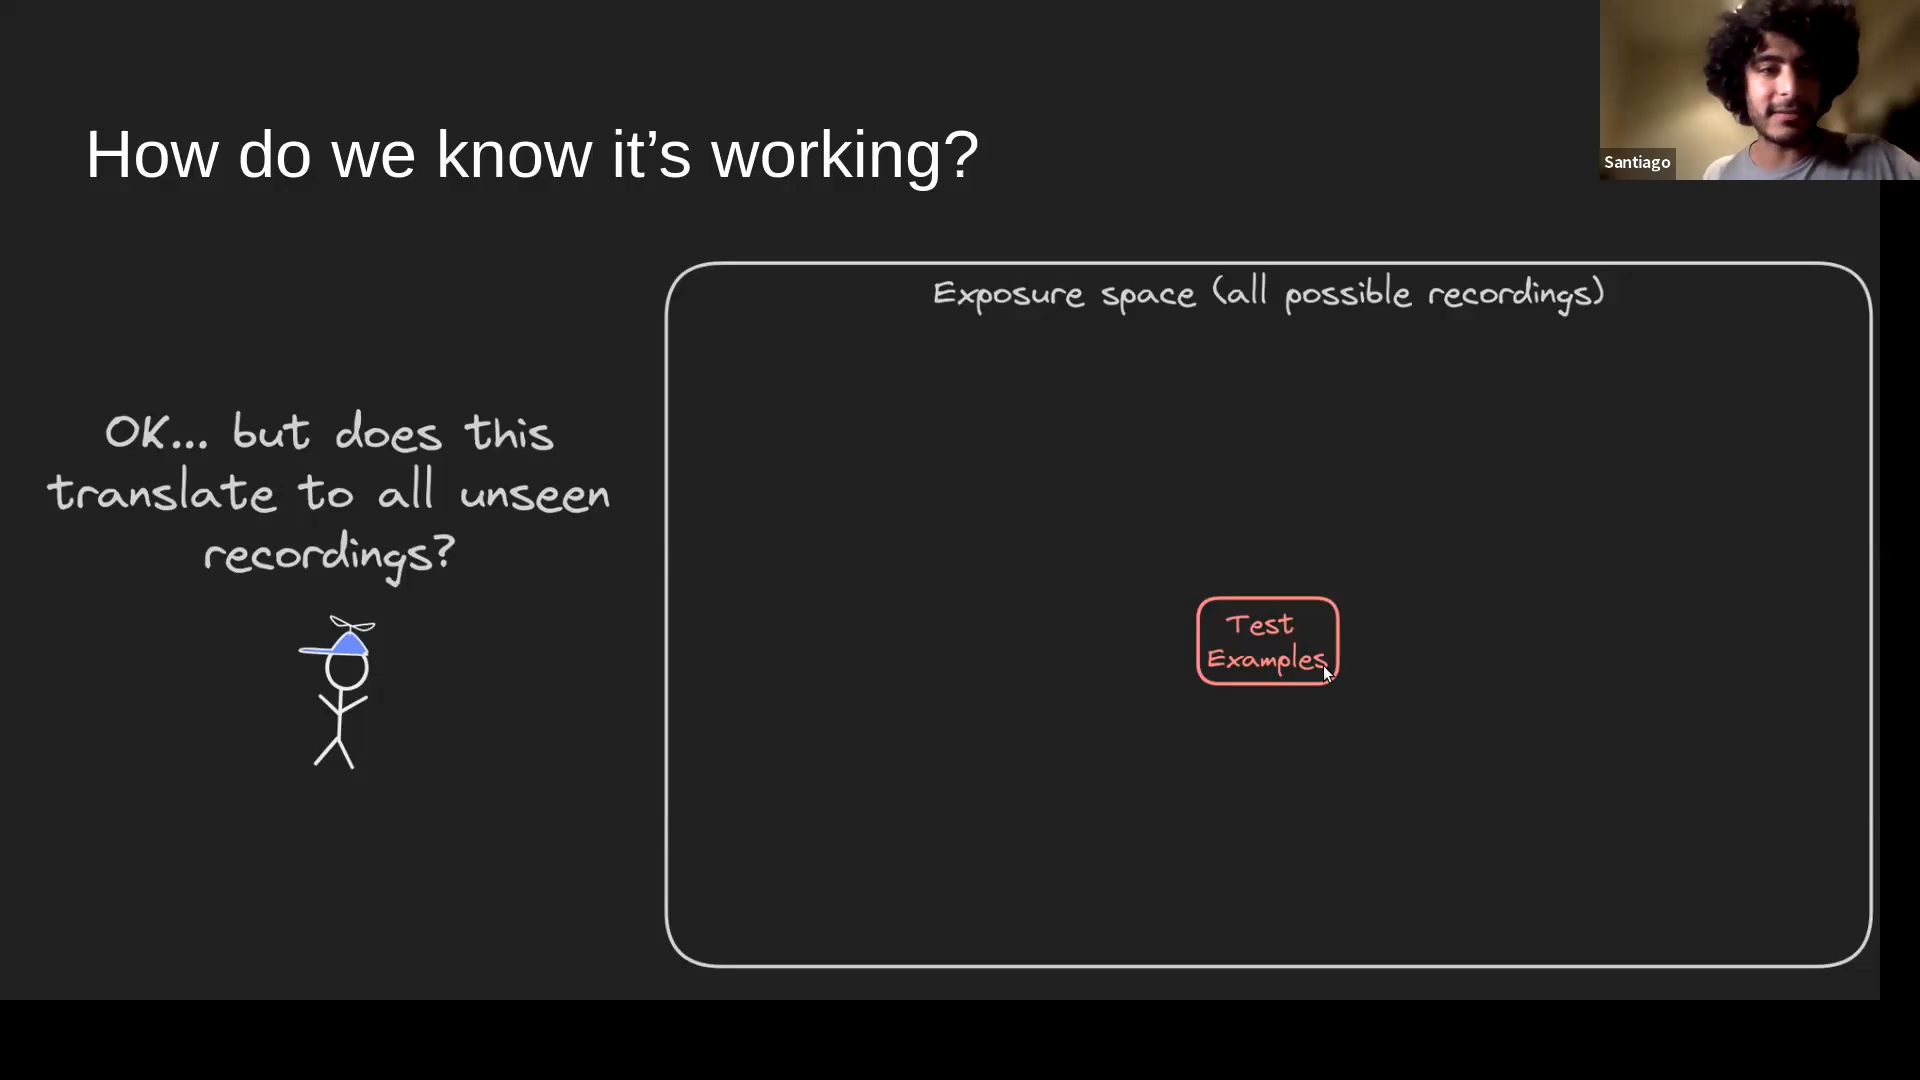 How do we know it’s working?
Santiago
Exposure space (all possible recordings)
OK... but does this
translate to all unseen
recordings?
Test
Examples